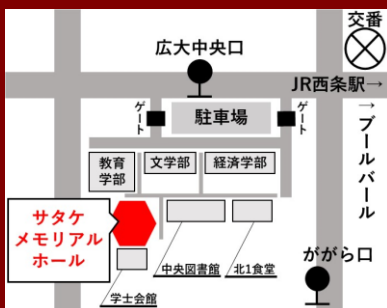 交番
広大中央口
JR西条駅→
→ブールバール
ゲート
駐車場
ゲート
教育
学部
文学部
経済学部
サタケ
メモリアル
ホール
中央図書館
北1食堂
ががら口
学士会館